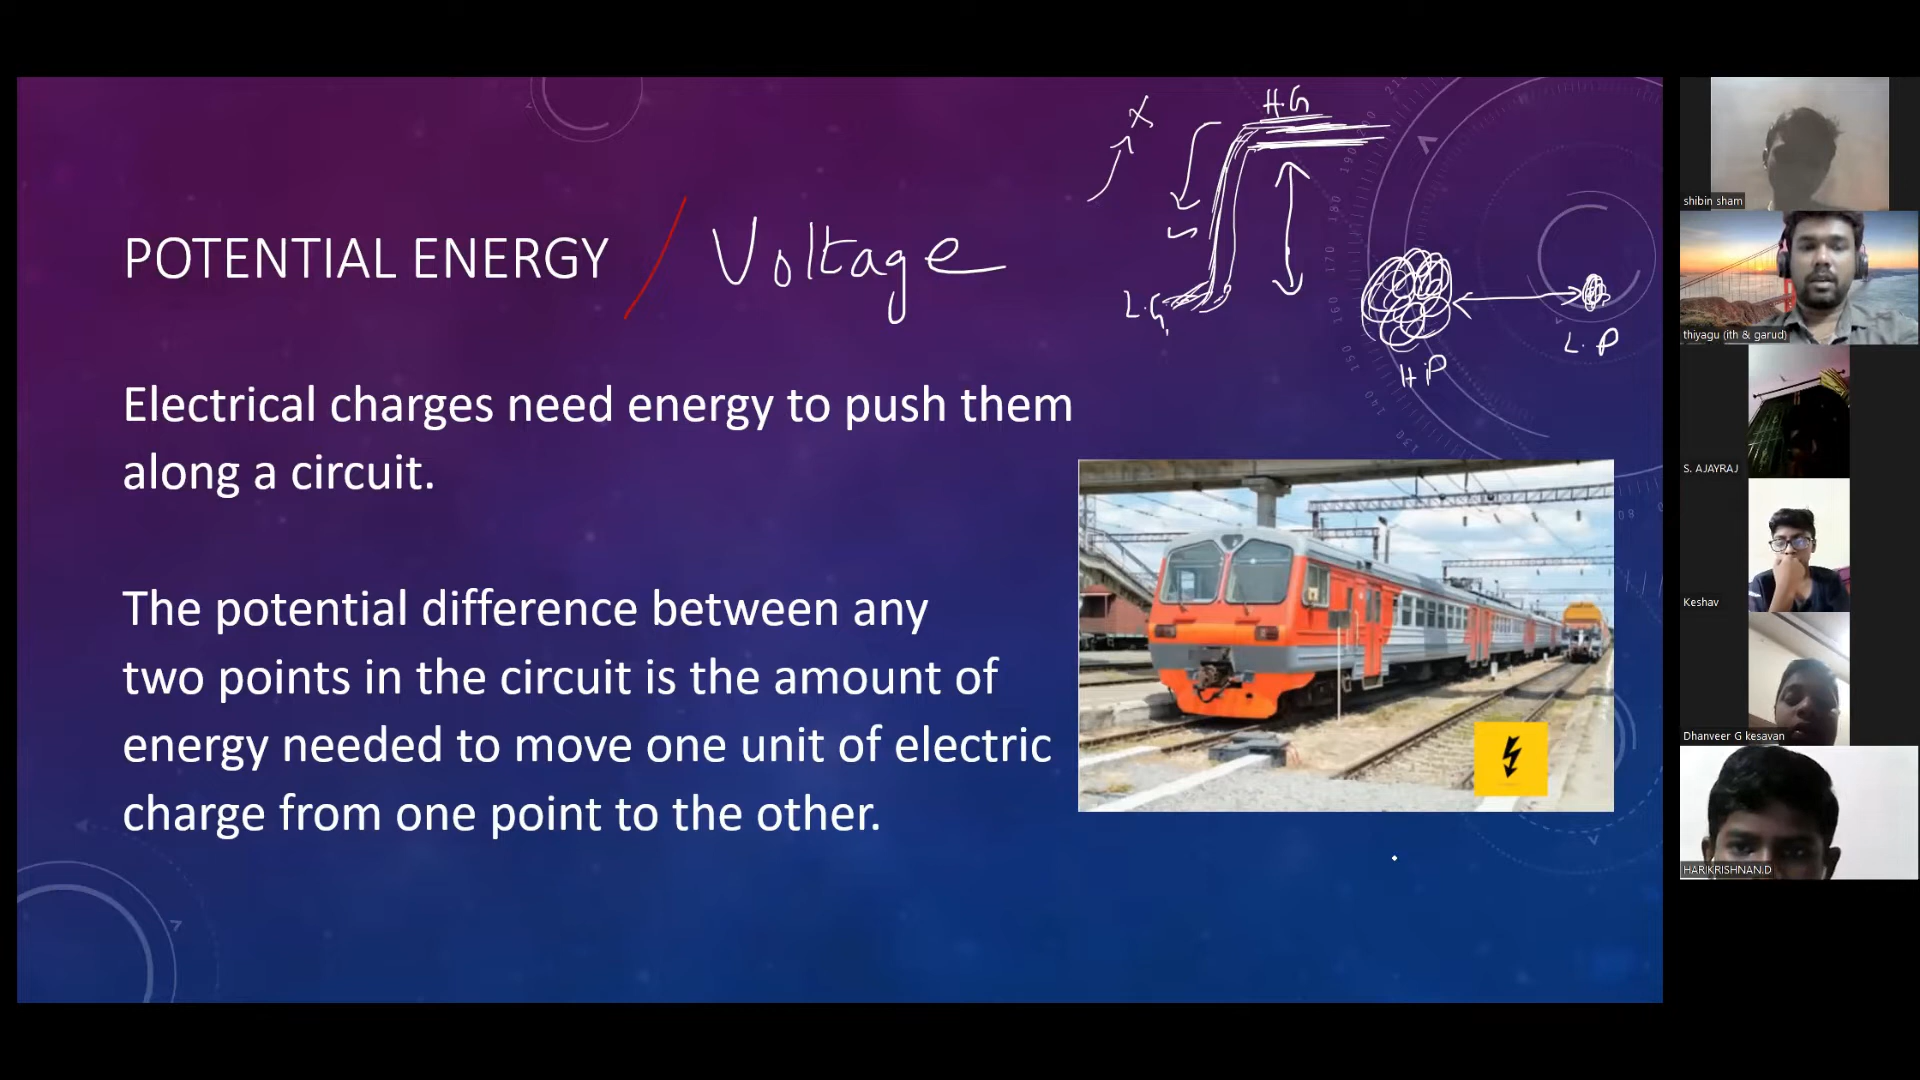 POTENTIAL ENERGY / Voltage
X
H.G
L.G.
H.P
L.P
Electrical charges need energy to push them
along a circuit.
The potential difference between any
two points in the circuit is the amount of
energy needed to move one unit of electric
charge from one point to the other.
shibin sham
thiyagu (ith & garud)
S. AJAYRAJ
Keshav
Dhanveer G kesavan
HARIKRISHNAN.D